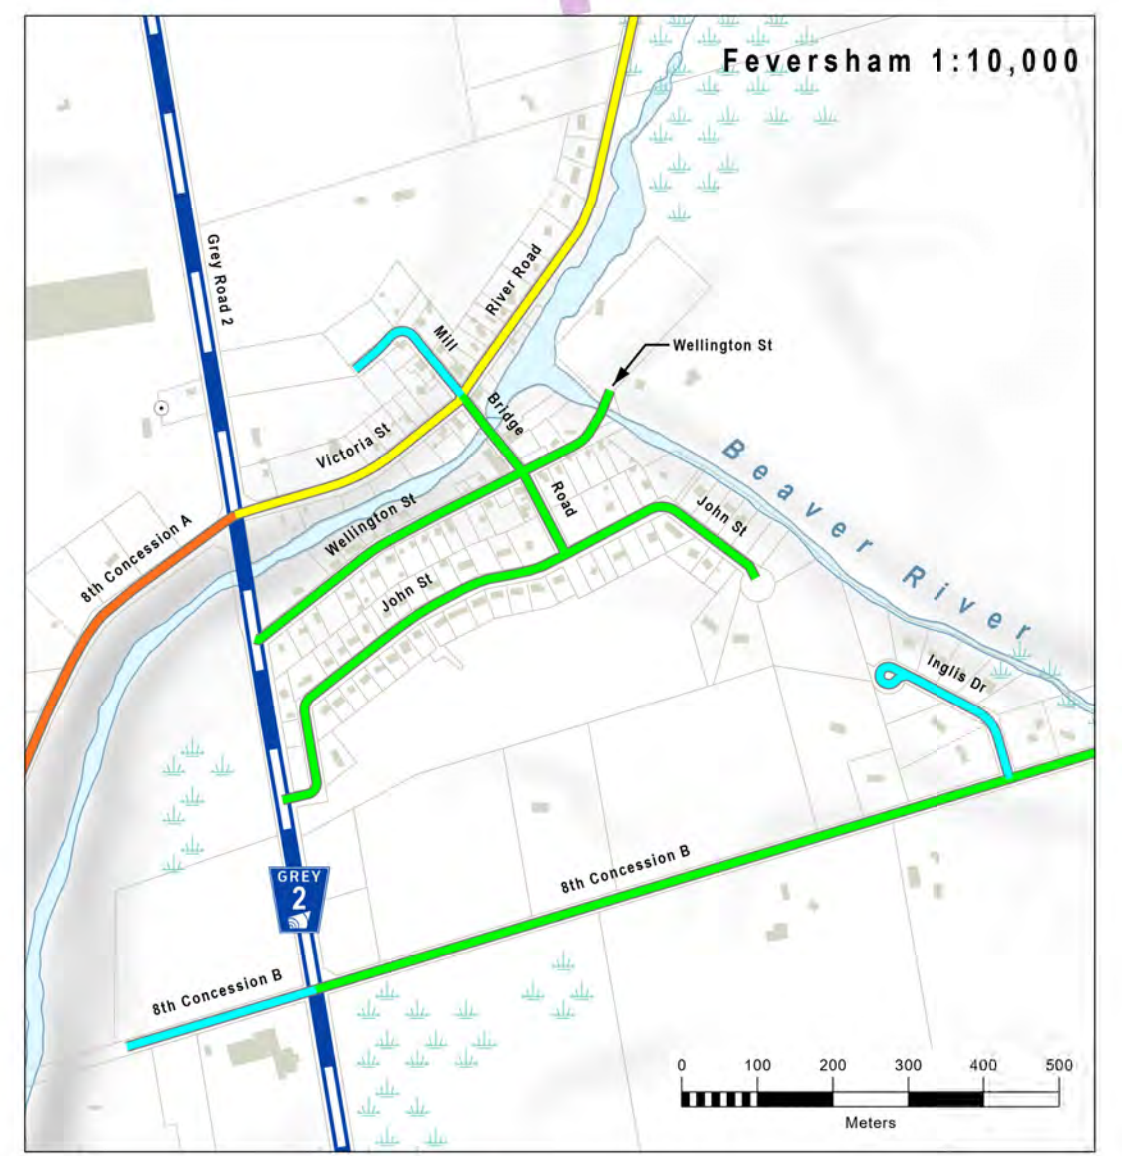 Feversham 1:10,000
Grey Road 2
River Road
Mill
Wellington St
Bridge
Victoria St
Beaver River
Road
John St
Wellington St
8th Concession A
John St
Inglis Dr
GREY
2
8th Concession B
8th Concession B
0 100 200 300 400 500
Meters